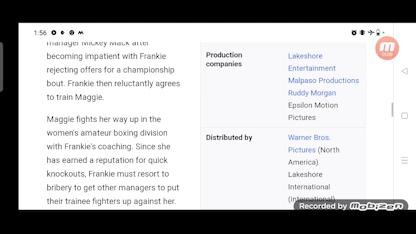 1:56
manager Mickey Mack after
becoming impatient with Frankie
rejecting offers for a championship
bout. Frankie then reluctantly agrees
to train Maggie.
Maggie fights her way up in the
women's amateur boxing division
with Frankie's coaching. Since she
has earned a reputation for quick
knockouts, Frankie must resort to
bribery to get other managers to put
their trainee fighters up against her.
Production
companies
Lakeshore
Entertainment
Malpaso Productions
Ruddy Morgan
Epsilon Motion
Pictures
Distributed by
Warner Bros.
Pictures (North
America)
Lakeshore
International
(international)
Recorded by
MOBIZEN